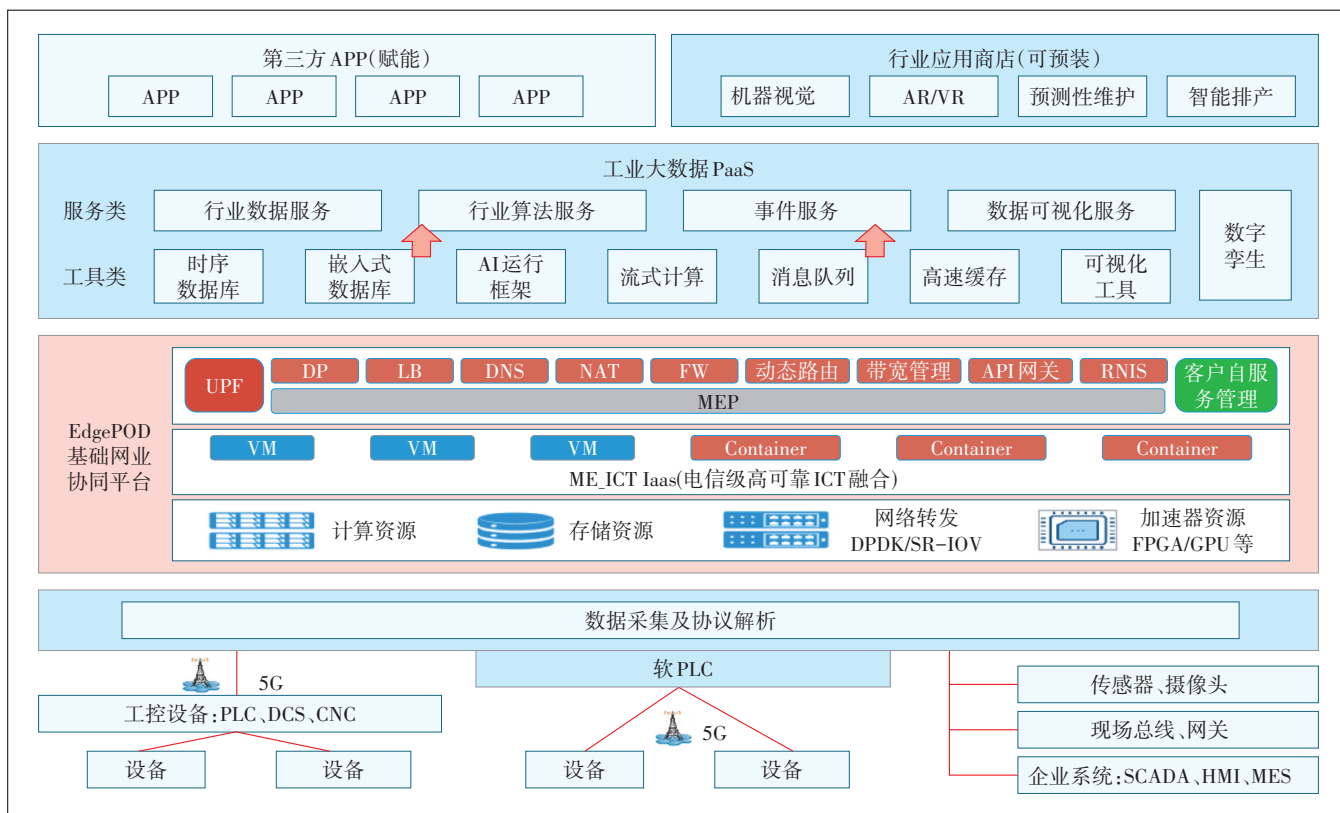 第三方APP(赋能)
APP
APP
APP
APP
行业应用商店(可预装)
机器视觉
AR/VR
预测性维护
智能排产
工业大数据PaaS
服务类
行业数据服务
行业算法服务
事件服务
数据可视化服务
数字
孪生
工具类
时序
数据库
嵌入式
数据库
AI运行
框架
流式计算
消息队列
高速缓存
可视化
工具
EdgePOD
基础网业
协同平台
UPF
DP
LB
DNS
NAT
FW
动态路由
带宽管理
API网关
RNIS
MEP
客户自服
务管理
VM
VM
VM
Container
Container
Container
ME_ICT Iaas(电信级高可靠ICT融合)
计算资源
存储资源
网络转发
DPDK/SR-IOV
加速器资源
FPGA/GPU等
数据采集及协议解析
5G
工控设备:PLC、DCS、CNC
设备
设备
软PLC
5G
设备
设备
传感器、摄像头
现场总线、网关
企业系统:SCADA、HMI、MES